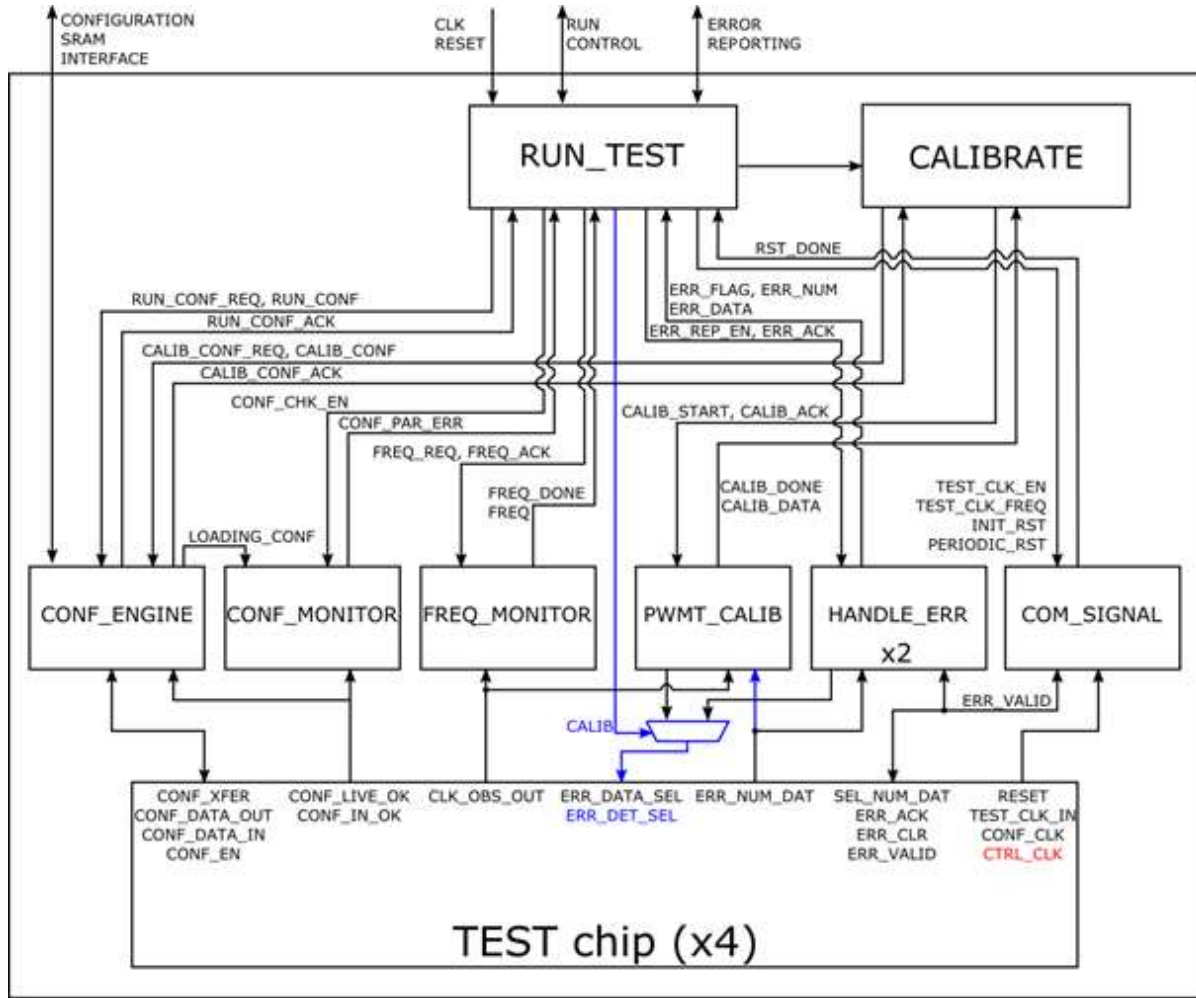 CONFIGURATION
SRAM
INTERFACE
CLK
RESET
RUN
CONTROL
ERROR
REPORTING
RUN_TEST
CALIBRATE
RST_DONE
ERR_FLAG, ERR_NUM
ERR_DATA
RUN_CONF_REQ, RUN_CONF
RUN_CONF_ACK
ERR_REP_EN, ERR_ACK
CALIB_CONF_REQ, CALIB_CONF
CALIB_CONF_ACK
CONF_CHK_EN
CONF_PAR_ERR
CALIB_START, CALIB_ACK
FREQ_REQ, FREQ_ACK
FREQ_DONE
FREQ
CALIB_DONE
CALIB_DATA
TEST_CLK_EN
TEST_CLK_FREQ
INIT_RST
PERIODIC_RST
LOADING_CONF
CONF_ENGINE
CONF_MONITOR
FREQ_MONITOR
PWMT_CALIB
HANDLE_ERR
x2
COM_SIGNAL
ERR_VALID
CALIB
CONF_XFER
CONF_DATA_OUT
CONF_DATA_IN
CONF_EN
CONF_LIVE_OK
CONF_IN_OK
CLK_OBS_OUT
ERR_DATA_SEL
ERR_DET_SEL
ERR_NUM_DAT
SEL_NUM_DAT
ERR_ACK
ERR_CLR
ERR_VALID
RESET
TEST_CLK_IN
CONF_CLK
CTRL_CLK
TEST chip (x4)